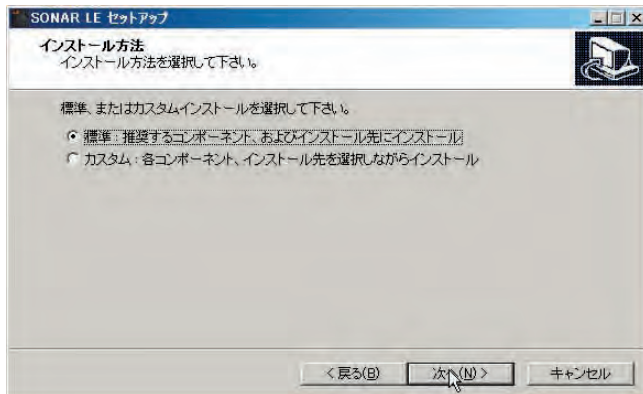 SONAR LE セットアップ
インストール方法
インストール方法を選択して下さい。
標準、またはカスタムインストールを選択して下さい。
標準：推奨するコンポーネント、およびインストール先にインストール
カスタム：各コンポーネント、インストール先を選択しながらインストール
< 戻る(B)
次へ(N) >
キャンセル